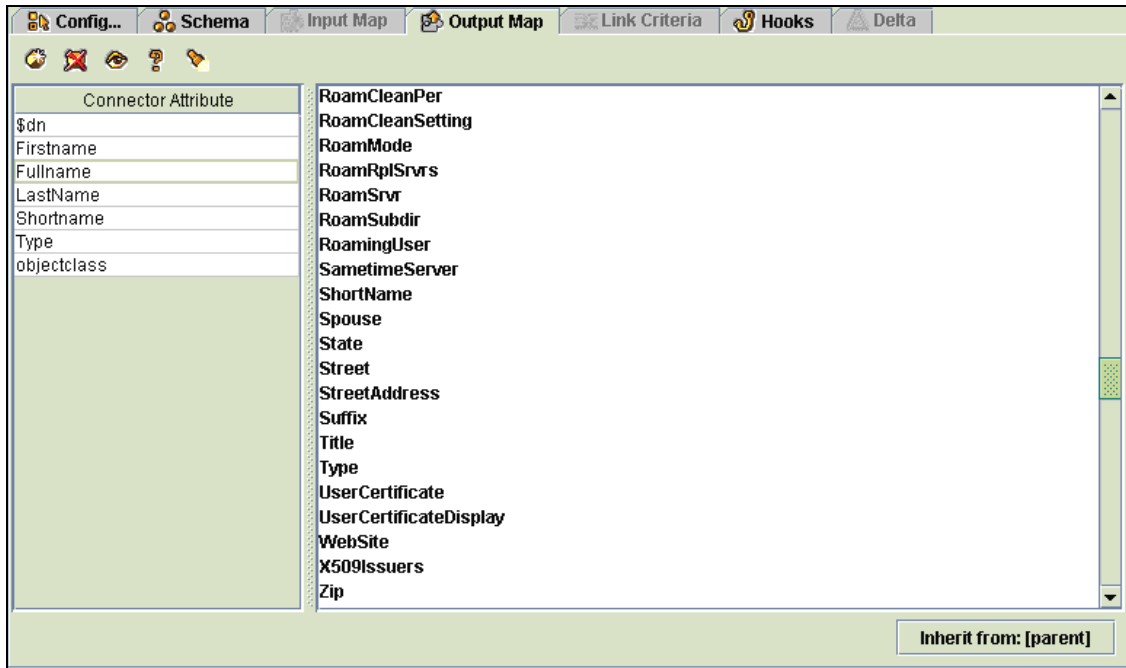 Config... Schema Input Map Output Map Link Criteria Hooks Delta
Connector Attribute
$dn
Firstname
Fullname
LastName
Shortname
Type
objectclass
RoamCleanPer
RoamCleanSetting
RoamMode
RoamRplSrvrs
RoamSrvr
RoamSubdir
RoamingUser
SametimeServer
ShortName
Spouse
State
Street
StreetAddress
Suffix
Title
Type
UserCertificate
UserCertificateDisplay
WebSite
X509Issuers
Zip
Inherit from: [parent]